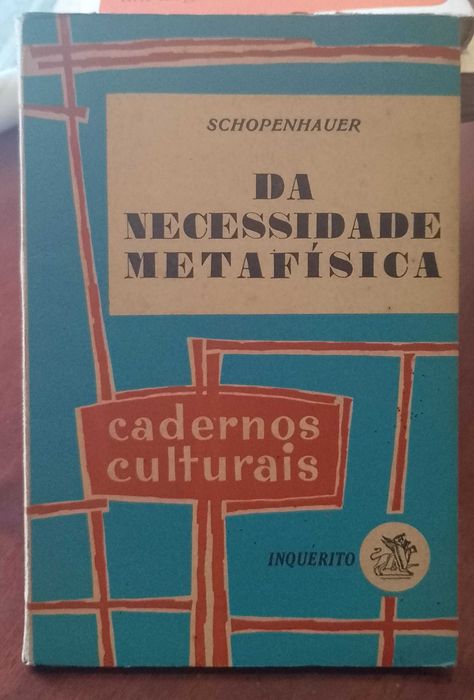 SCHOPENHAUER
DA
NECESSIDADE
METAFÍSICA
cadernos
culturais
INQUÉRITO